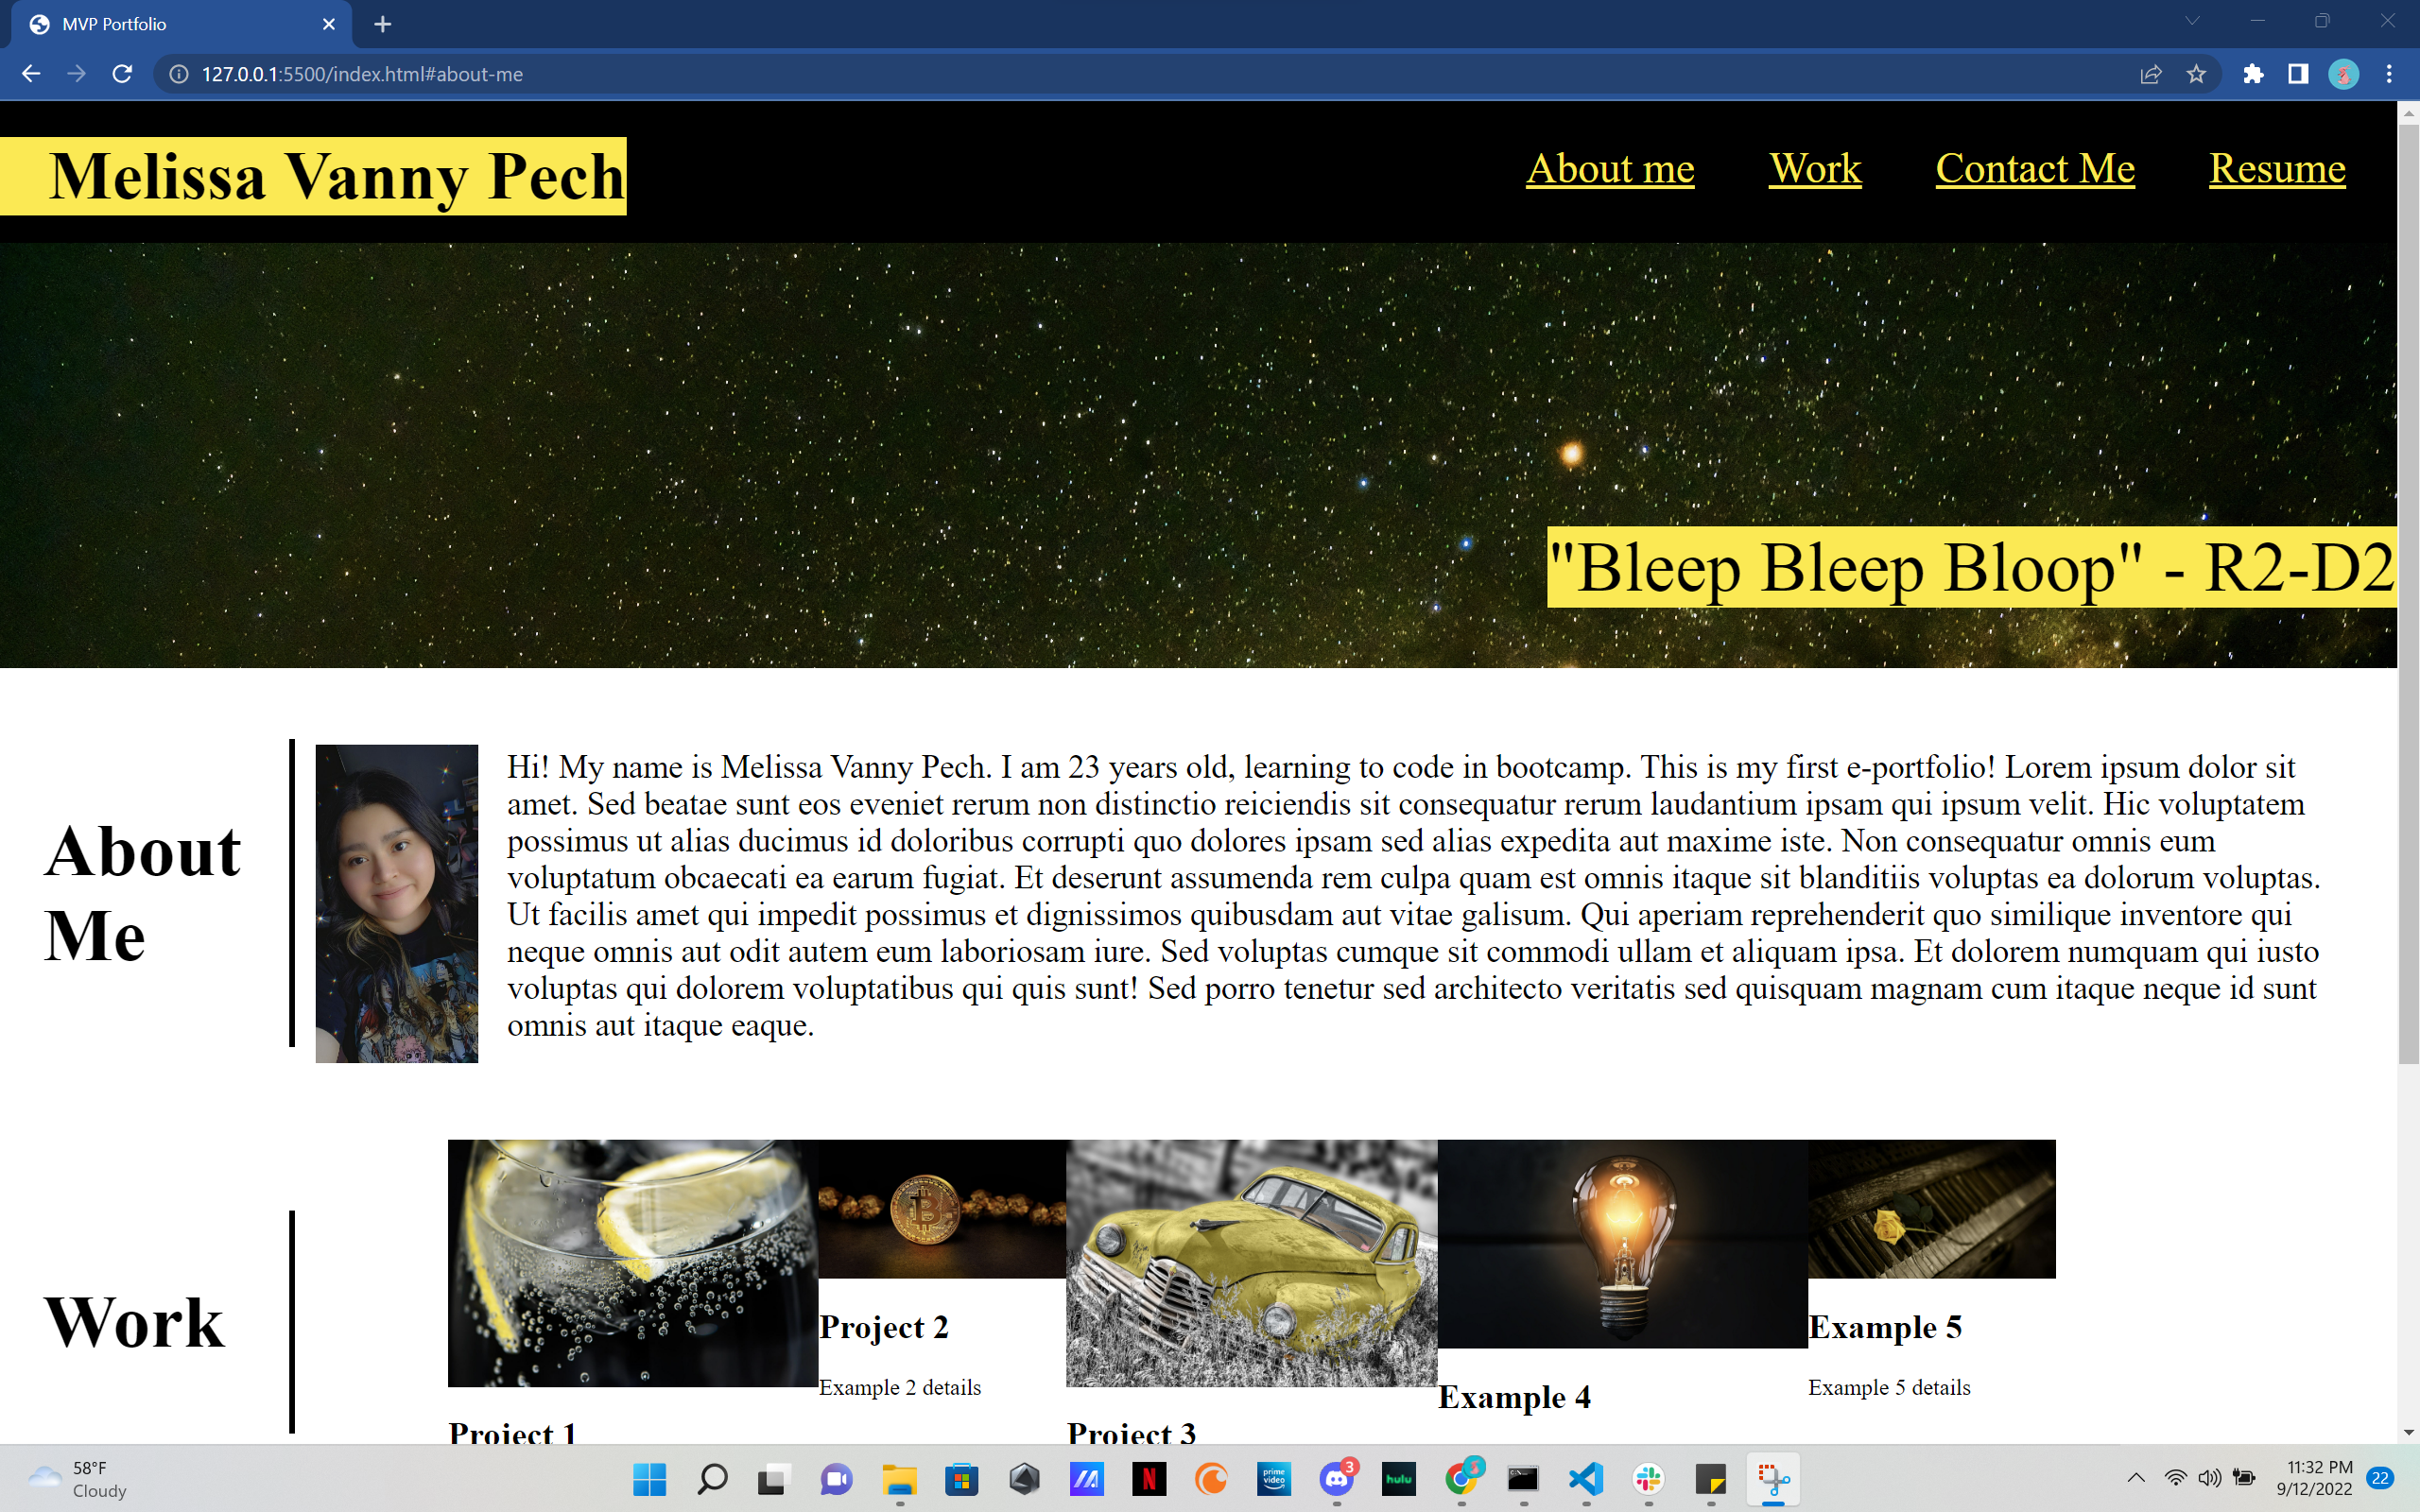 MVP Portfolio
127.0.0.1:5500/index.html#about-me
Melissa Vanny Pech
About me Work Contact Me Resume
"Bleep Bleep Bloop" - R2-D2
About
Me
Hi! My name is Melissa Vanny Pech. I am 23 years old, learning to code in bootcamp. This is my first e-portfolio! Lorem ipsum dolor sit
amet. Sed beatae sunt eos eveniet rerum non distinctio reiciendis sit consequatur rerum laudantium ipsam qui ipsum velit. Hic voluptatem
possimus ut alias ducimus id doloribus corrupti quo dolores ipsam sed alias expedita aut maxime iste. Non consequatur omnis eum
voluptatum obcaecati ea earum fugiat. Et deserunt assumenda rem culpa quam est omnis itaque sit blanditiis voluptas ea dolorum voluptas.
Ut facilis amet qui impedit possimus et dignissimos quibusdam aut vitae galisum. Qui aperiam reprehenderit quo similique inventore qui
neque omnis aut odit autem eum laboriosam iure. Sed voluptas cumque sit commodi ullam et aliquam ipsa. Et dolorem numquam qui iusto
voluptas qui dolorem voluptatibus qui quis sunt! Sed porro tenetur sed architecto veritatis sed quisquam magnam cum itaque neque id sunt
omnis aut itaque eaque.
Work
Project 1
Project 2
Example 2 details
Project 3
Example 4
Example 5
Example 5 details
58°F
Cloudy
prime
video
3
hulu
11:32 PM
9/12/2022
22